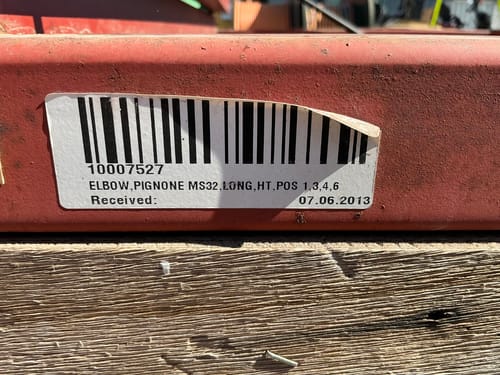 10007527
ELBOW,PIGNONE MS32,LONG,HT,POS 1,3,4,6
Received: 07.06.2013